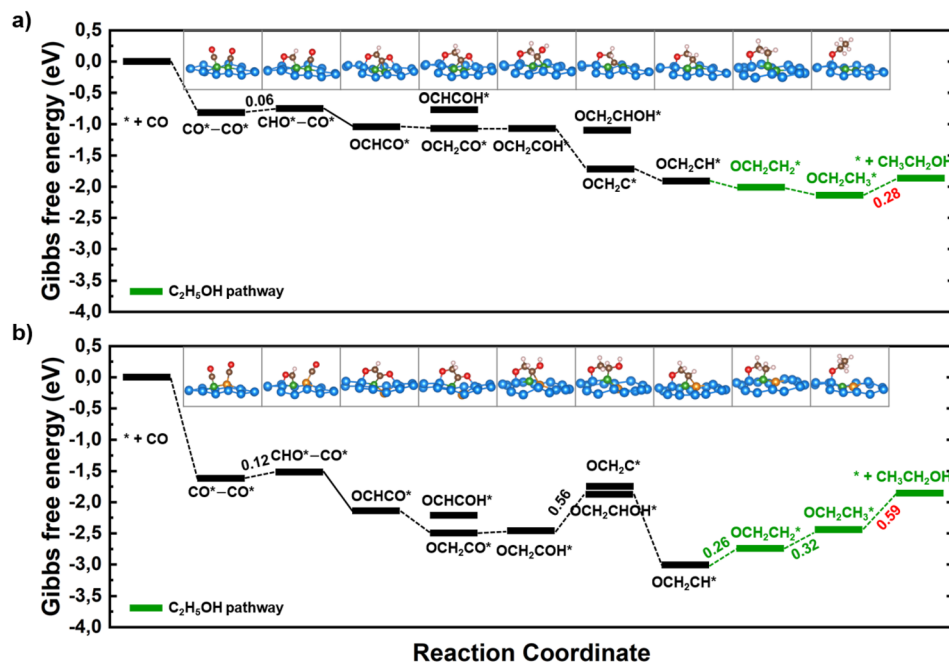 a)
Gibbs free energy (eV)
0,5
0,0
-0,5
-1,0
-1,5
-2,0
-2,5
-3,0
-3,5
-4,0
* + CO
CO*−CO*
0.06
CHO*−CO*
OCHCO*
OCHCOH*
OCH₂CO*
OCH₂COH*
OCH₂CHOH*
OCH₂C*
OCH₂CH*
OCH₂CH₂*
OCH₂CH₃*
* + CH₃CH₂OH
0.28
C₂H₅OH pathway
b)
Gibbs free energy (eV)
0,5
0,0
-0,5
-1,0
-1,5
-2,0
-2,5
-3,0
-3,5
-4,0
* + CO
CO*−CO*
0.12
CHO*−CO*
OCHCO*
OCHCOH*
OCH₂CO*
OCH₂COH*
0.56
OCH₂C*
OCH₂CHOH*
OCH₂CH*
0.26
OCH₂CH₂*
0.32
OCH₂CH₃*
0.59
* + CH₃CH₂OH
C₂H₅OH pathway
Reaction Coordinate